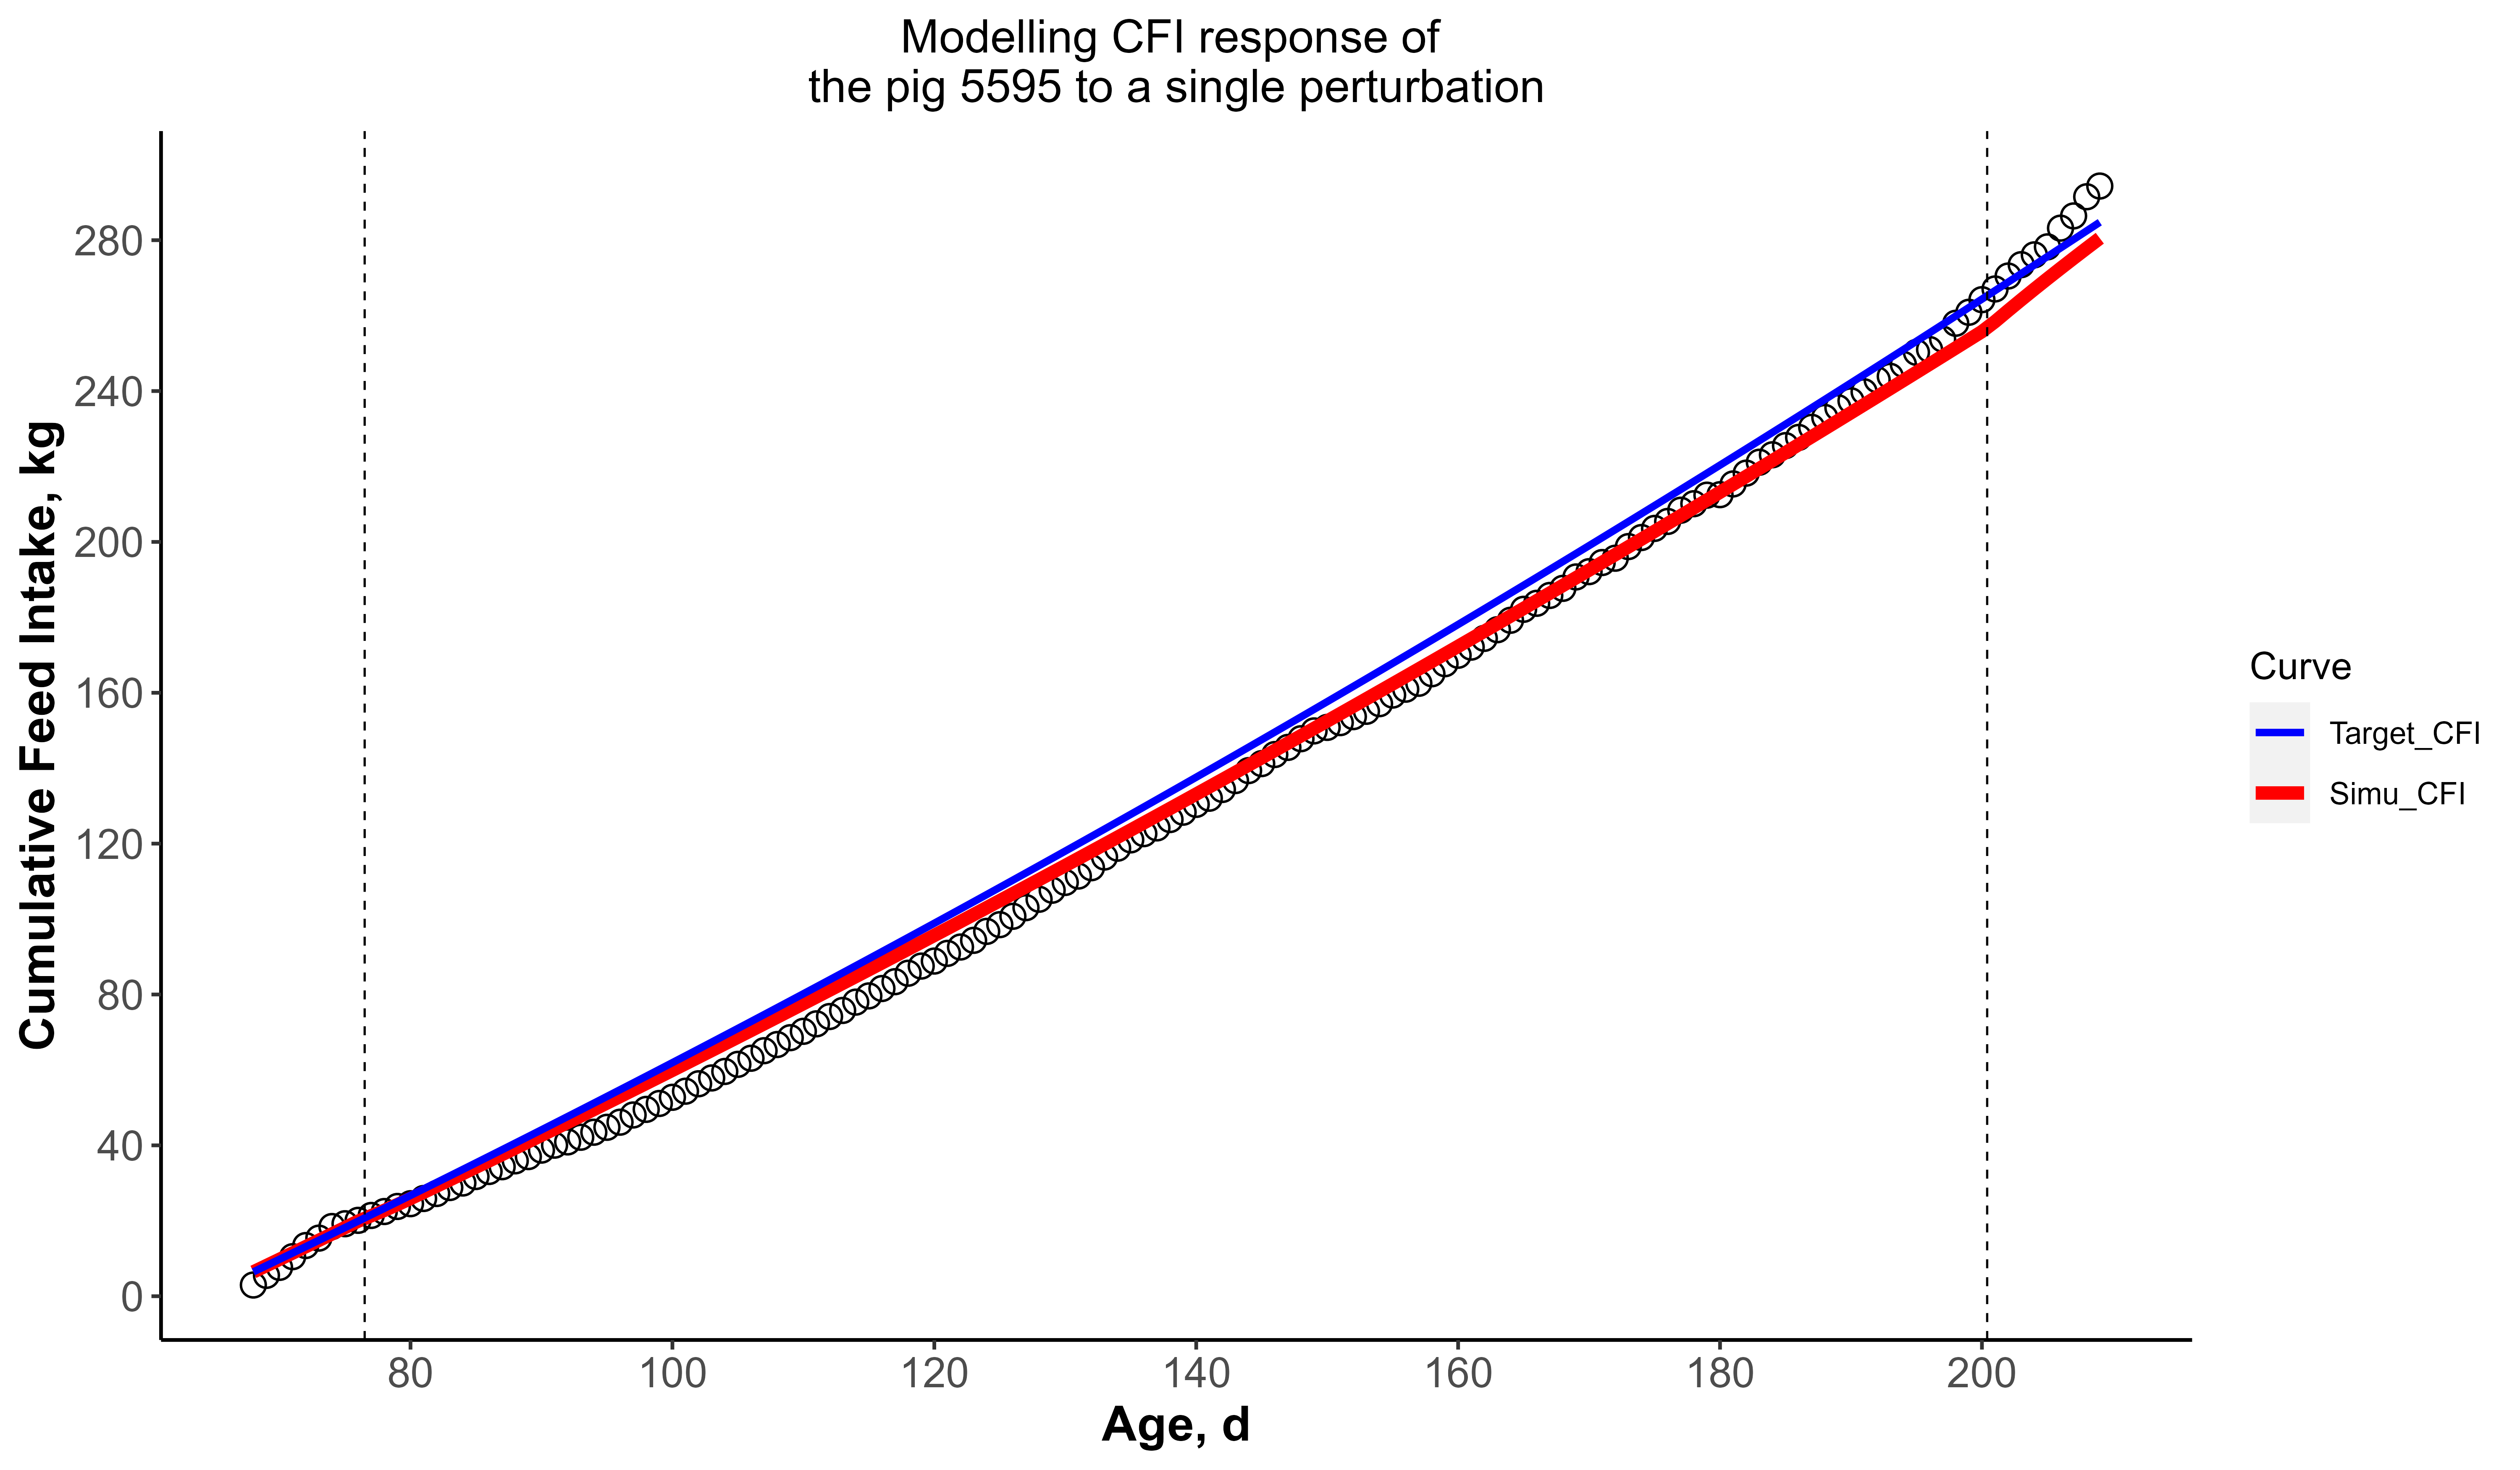 Modelling CFI response of
the pig 5595 to a single perturbation
Cumulative Feed Intake, kg
280
240
200
160
120
80
40
0
80 100 120 140 160 180 200
Age, d
Curve
Target_CFI
Simu_CFI